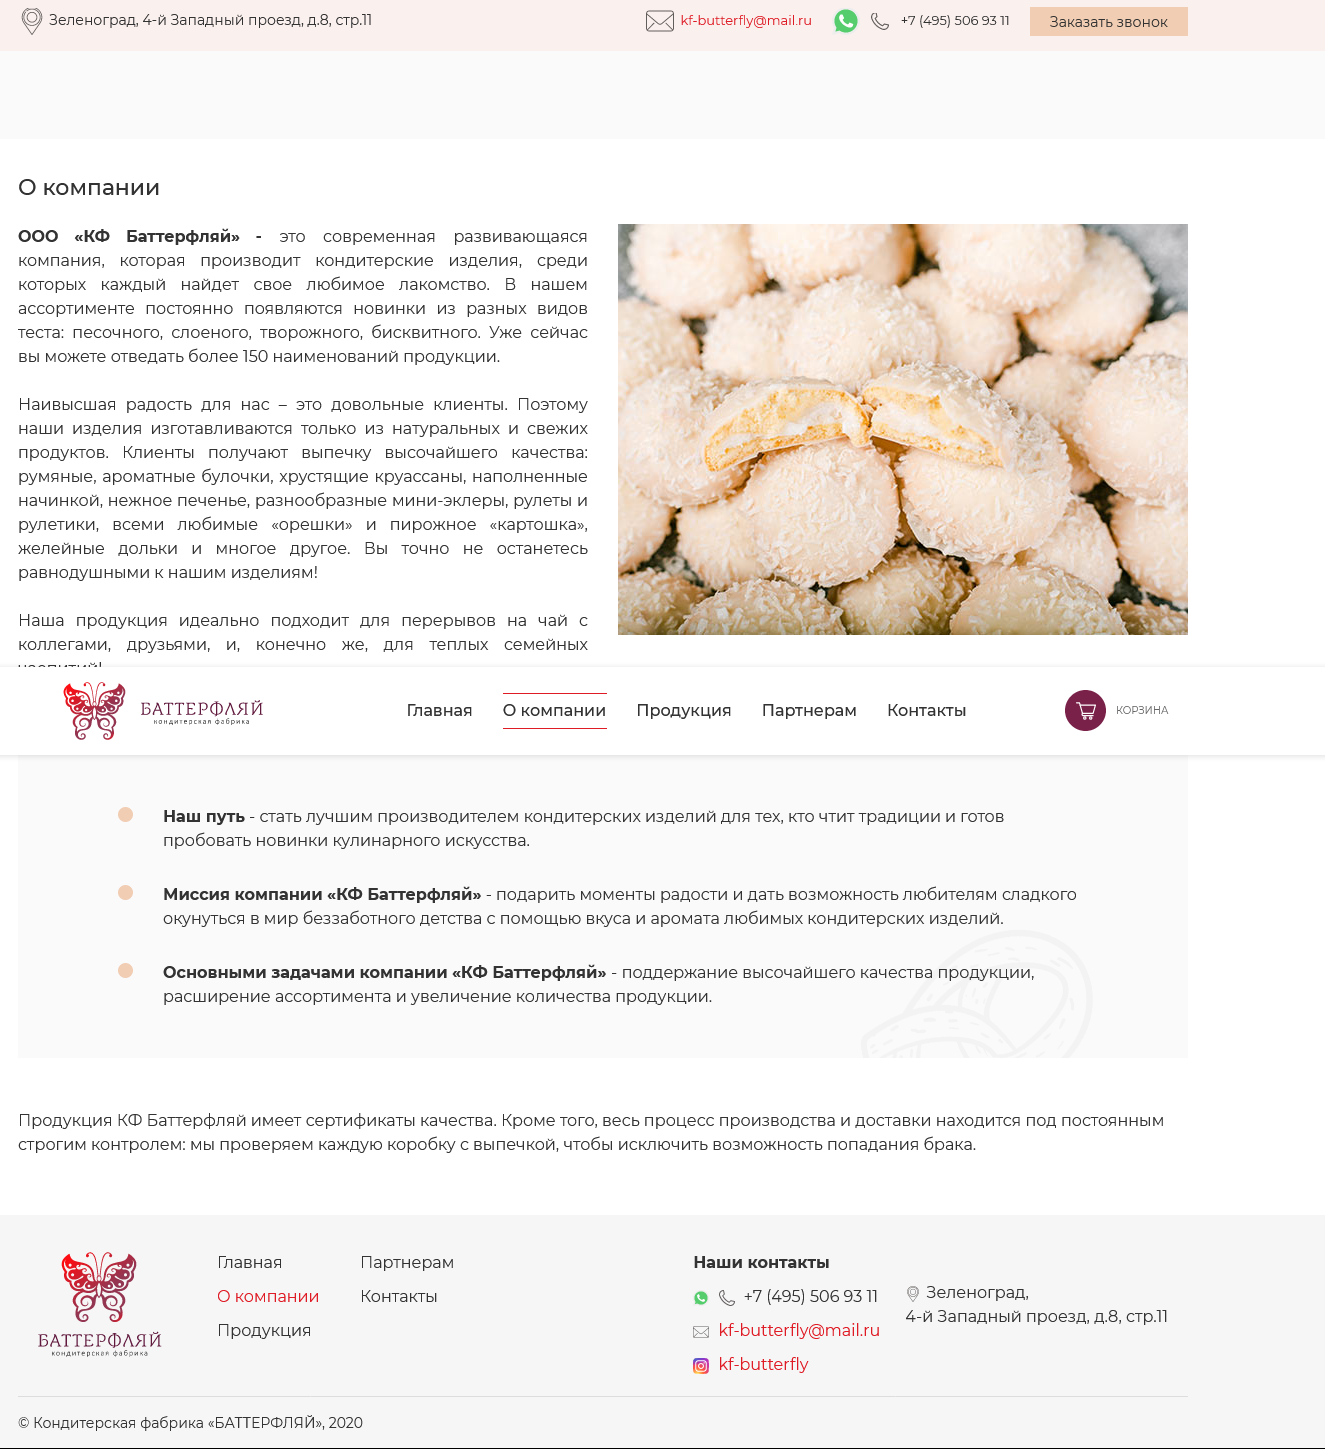 Зеленоград, 4-й Западный проезд, д.8, стр.11
kf-butterfly@mail.ru
+7 (495) 506 93 11
Заказать звонок
О компании
ООО «КФ Баттерфляй» - это современная развивающаяся
компания, которая производит кондитерские изделия, среди
которых каждый найдет свое любимое лакомство. В нашем
ассортименте постоянно появляются новинки из разных видов
теста: песочного, слоеного, творожного, бисквитного. Уже сейчас
вы можете отведать более 150 наименований продукции.
Наивысшая радость для нас – это довольные клиенты. Поэтому
наши изделия изготавливаются только из натуральных и свежих
продуктов. Клиенты получают выпечку высочайшего качества:
румяные, ароматные булочки, хрустящие круассаны, наполненные
начинкой, нежное печенье, разнообразные мини-эклеры, рулеты и
рулетики, всеми любимые «орешки» и пирожное «картошка»,
желейные дольки и многое другое. Вы точно не останетесь
равнодушными к нашим изделиям!
Наша продукция идеально подходит для перерывов на чай с
коллегами, друзьями, и, конечно же, для теплых семейных
БАТТЕРФЛЯЙ
кондитерская фабрика
Главная
О компании
Продукция
Партнерам
Контакты
КОРЗИНА
Наш путь - стать лучшим производителем кондитерских изделий для тех, кто чтит традиции и готов
пробовать новинки кулинарного искусства.
Миссия компании «КФ Баттерфляй» - подарить моменты радости и дать возможность любителям сладкого
окунуться в мир беззаботного детства с помощью вкуса и аромата любимых кондитерских изделий.
Основными задачами компании «КФ Баттерфляй» - поддержание высочайшего качества продукции,
расширение ассортимента и увеличение количества продукции.
Продукция КФ Баттерфляй имеет сертификаты качества. Кроме того, весь процесс производства и доставки находится под постоянным
строгим контролем: мы проверяем каждую коробку с выпечкой, чтобы исключить возможность попадания брака.
БАТТЕРФЛЯЙ
кондитерская фабрика
Главная
О компании
Продукция
Партнерам
Контакты
Наши контакты
+7 (495) 506 93 11
kf-butterfly@mail.ru
kf-butterfly
Зеленоград,
4-й Западный проезд, д.8, стр.11
© Кондитерская фабрика «БАТТЕРФЛЯЙ», 2020